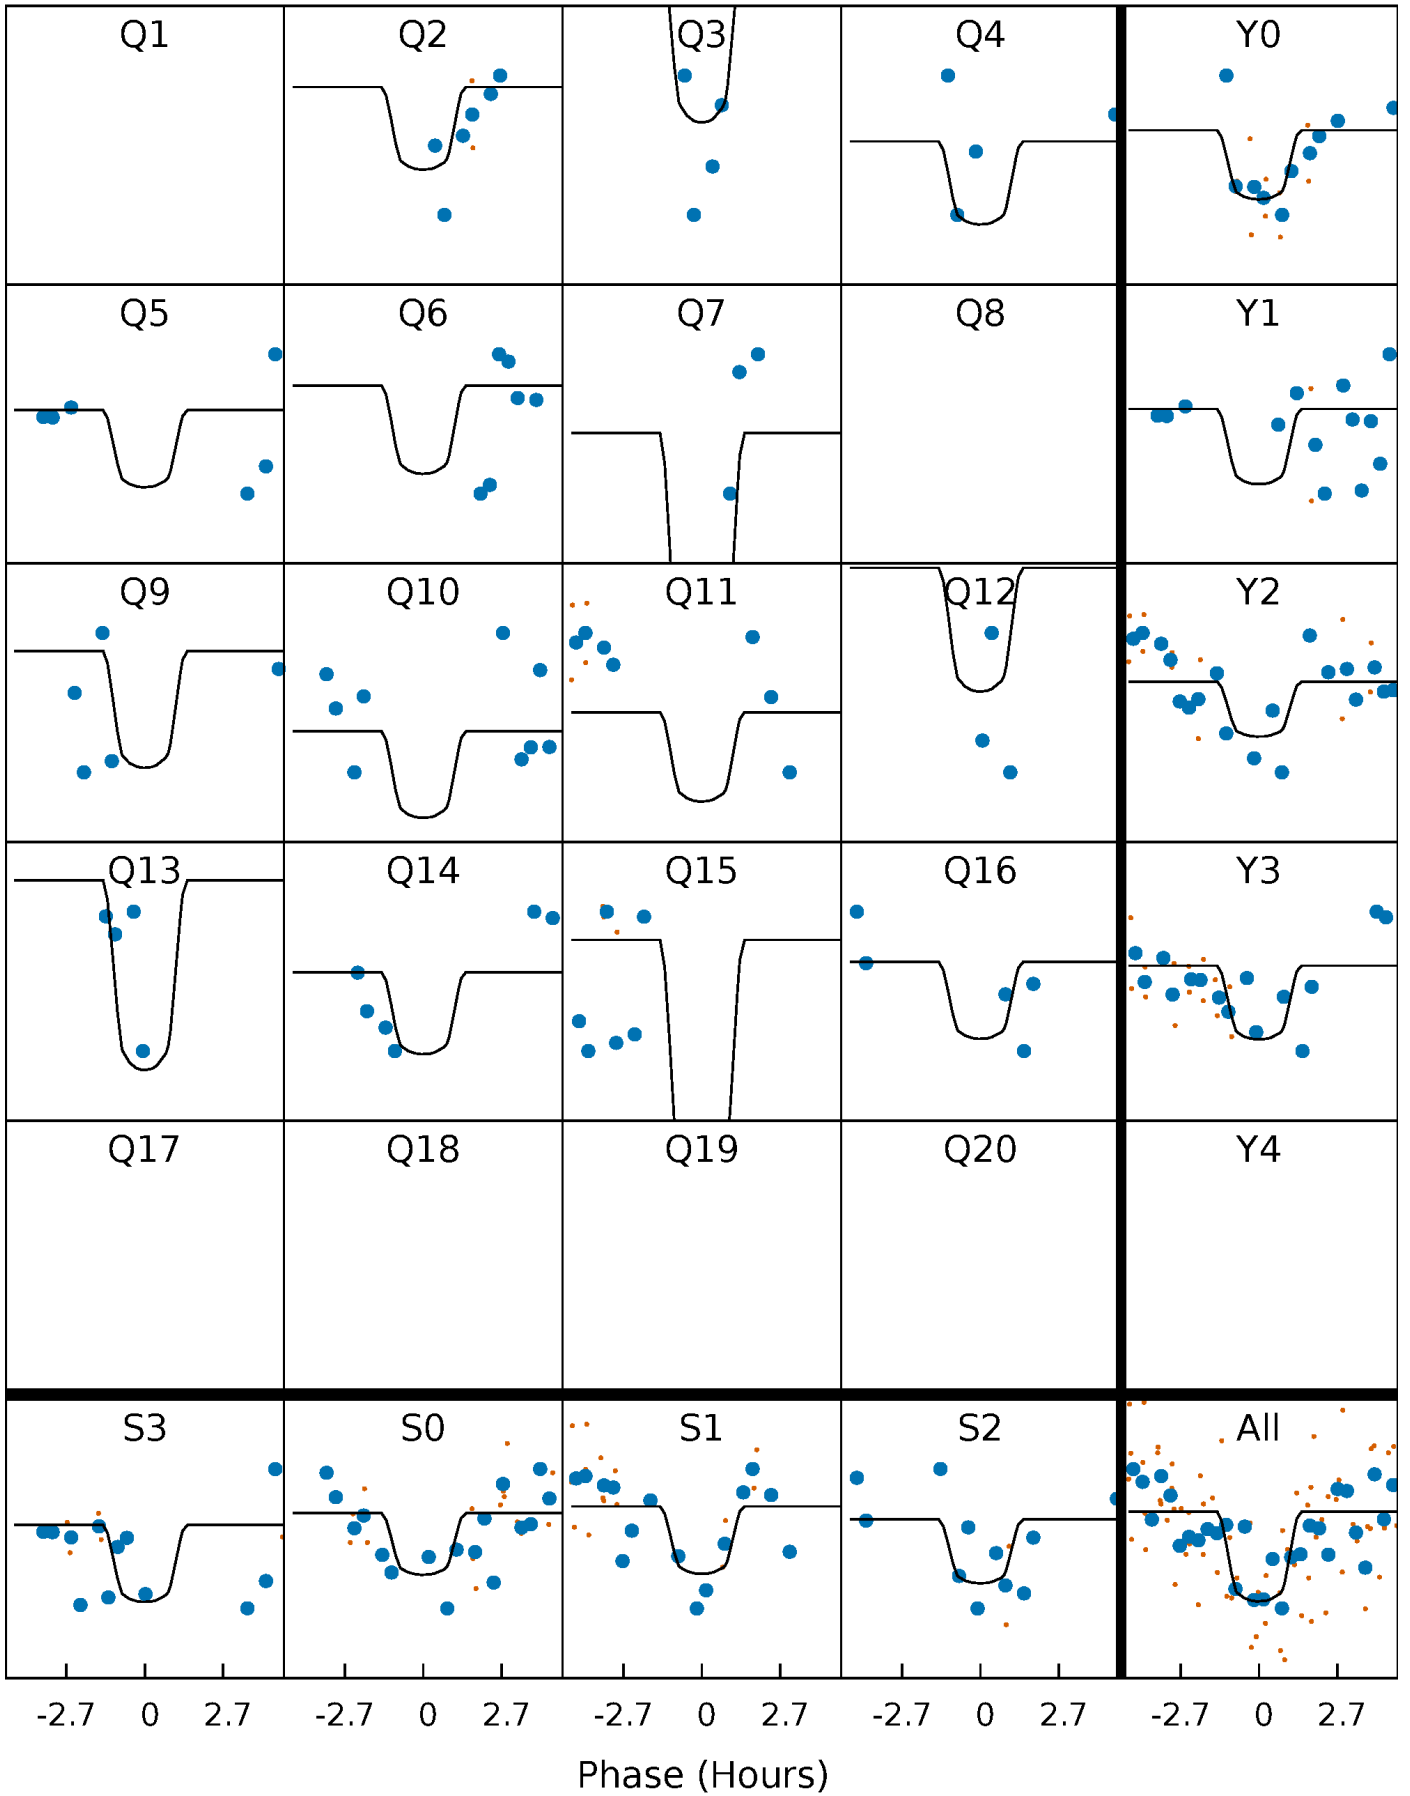 Q1 Q2 Q3 Q4 Y0
Q5 Q6 Q7 Q8 Y1
Q9 Q10 Q11 Q12 Y2
Q13 Q14 Q15 Q16 Y3
Q17 Q18 Q19 Q20 Y4
S3 S0 S1 S2 All
-2.7 0 2.7 -2.7 0 2.7 -2.7 0 2.7 -2.7 0 2.7 -2.7 0 2.7
Phase (Hours)